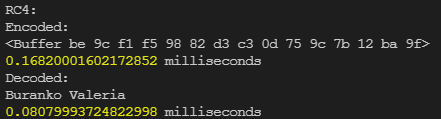 RC4:
Encoded:
<Buffer be 9c f1 f5 98 82 d3 c3 0d 75 9c 7b 12 ba 9f>
0.16820001602172852 milliseconds
Decoded:
Buranko Valeria
0.08079993724822998 milliseconds